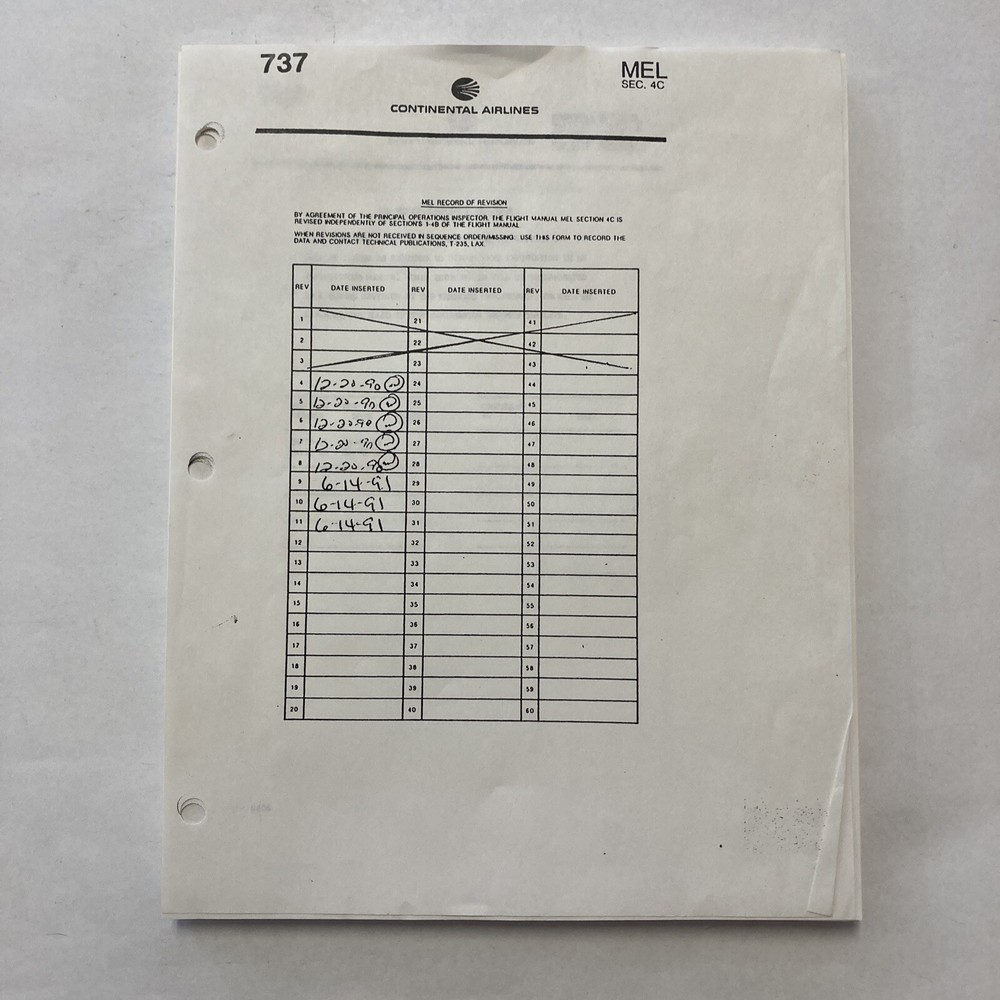 737
MEL
SEC. 4C
CONTINENTAL AIRLINES
MEL RECORD OF REVISION
BY AGREEMENT OF THE PRINCIPAL OPERATIONS INSPECTOR THE FLIGHT MANUAL MEL SECTION 4C IS
REVISED INDEPENDENTLY OF SECTIONS 1-4B OF THE FLIGHT MANUAL
WHEN REVISIONS ARE NOT RECEIVED IN SEQUENCE ORDER/MISSING. USE THIS FORM TO RECORD THE
DATA AND CONTACT TECHNICAL PUBLICATIONS, T-235, LAX.
REV DATE INSERTED REV DATE INSERTED REV DATE INSERTED
1 21 41
2 22 42
3 23 43
4 12-20-90 24 44
5 12-20-90 25 45
6 12-20-90 26 46
7 12-20-90 27 47
8 12-20-90 28 48
9 6-14-91 29 49
10 6-14-91 30 50
11 6-14-91 31 51
12 32 52
13 33 53
14 34 54
15 35 55
16 36 56
17 37 57
18 38 58
19 39 59
20 40 60